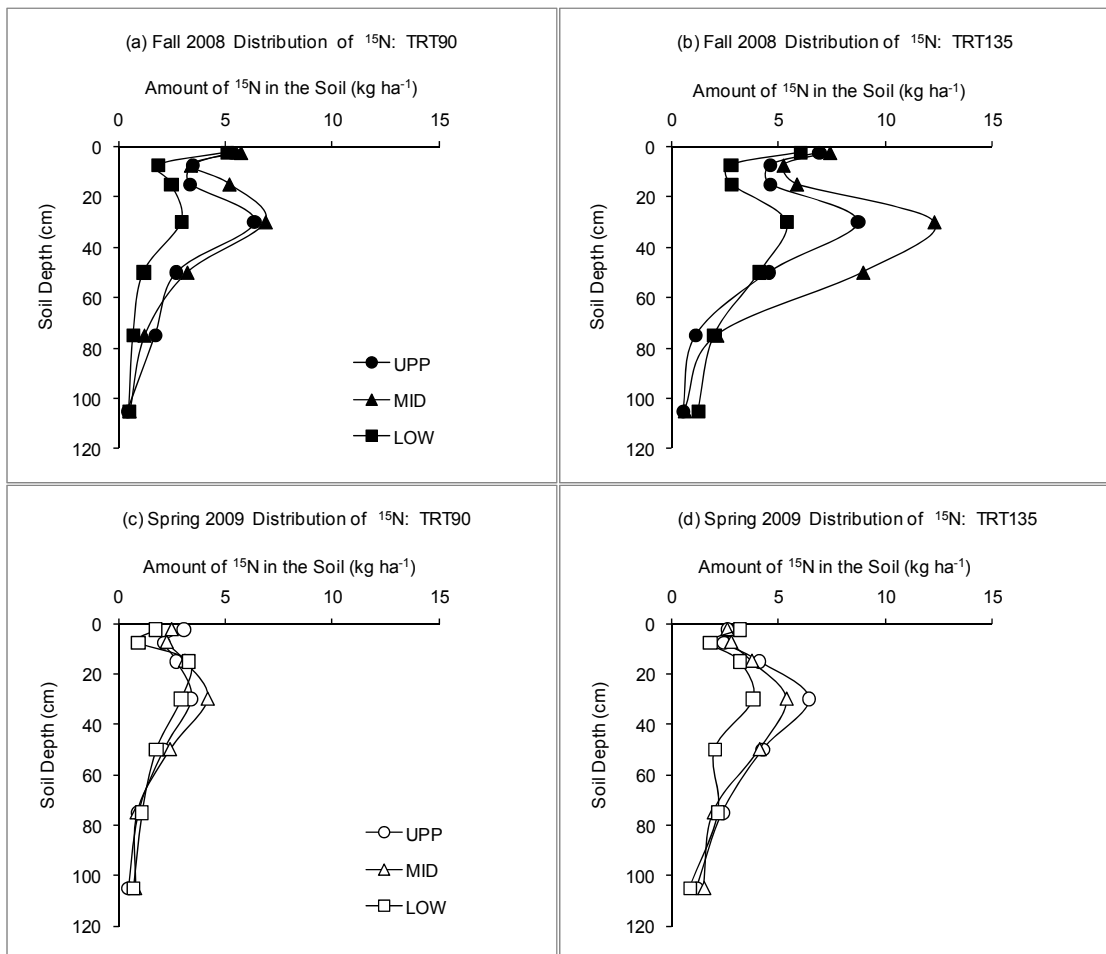 (a) Fall 2008 Distribution of ¹⁵N: TRT90
Amount of ¹⁵N in the Soil (kg ha⁻¹)
0 5 10 15
0
20
40
60
80
100
120
Soil Depth (cm)
UPP
MID
LOW
(b) Fall 2008 Distribution of ¹⁵N: TRT135
Amount of ¹⁵N in the Soil (kg ha⁻¹)
0 5 10 15
0
20
40
60
80
100
120
Soil Depth (cm)
(c) Spring 2009 Distribution of ¹⁵N: TRT90
Amount of ¹⁵N in the Soil (kg ha⁻¹)
0 5 10 15
0
20
40
60
80
100
120
Soil Depth (cm)
UPP
MID
LOW
(d) Spring 2009 Distribution of ¹⁵N: TRT135
Amount of ¹⁵N in the Soil (kg ha⁻¹)
0 5 10 15
0
20
40
60
80
100
120
Soil Depth (cm)